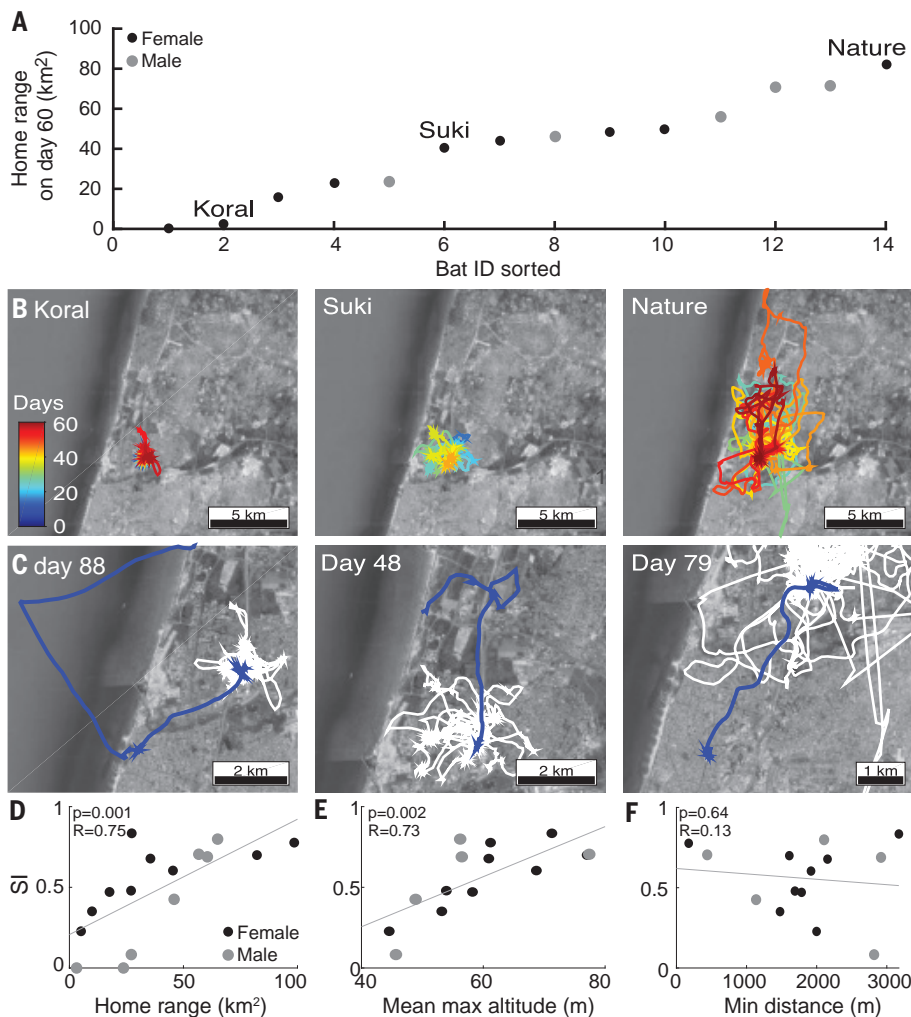 A
Home range
on day 60 (km²)
100
80
60
40
20
0
Female
Male
Koral
Suki
Nature
0
2
4
6
8
10
12
14
Bat ID sorted
B Koral
Days
60
40
20
0
5 km
Suki
5 km
Nature
5 km
C day 88
2 km
Day 48
2 km
Day 79
1 km
D
p=0.001
R=0.75
SI
1
0.5
0
Female
Male
0
50
100
Home range (km²)
E
p=0.002
R=0.73
1
0.5
0
40
60
80
Mean max altitude (m)
F
p=0.64
R=0.13
1
0.5
0
0
1000
2000
3000
Min distance (m)